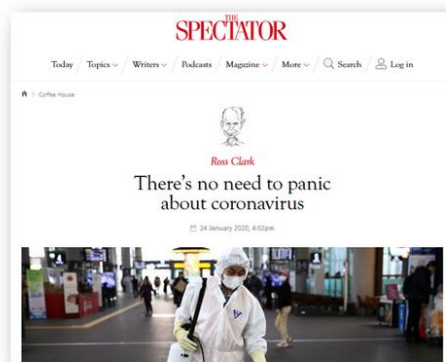 THE
SPECTATOR
Today / Topics / Writers / Podcasts / Magazine / More / Search / Log in
> Coffee House
Ross Clark
There's no need to panic
about coronavirus
24 January 2020, 4:02pm